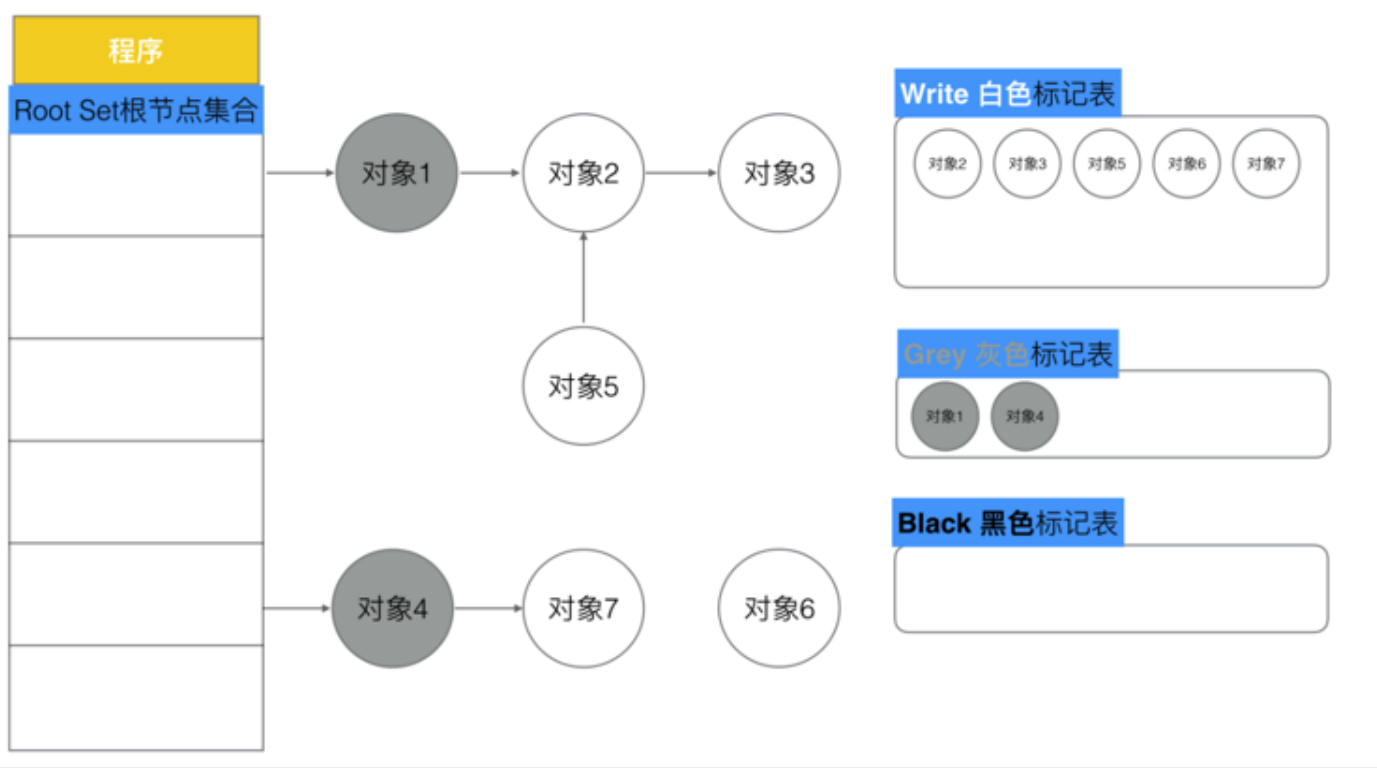 程序
Root Set根节点集合
对象1
对象2
对象3
对象5
对象4
对象7
对象6
Write 白色标记表
对象2
对象3
对象5
对象6
对象7
Grey 灰色标记表
对象1
对象4
Black 黑色标记表